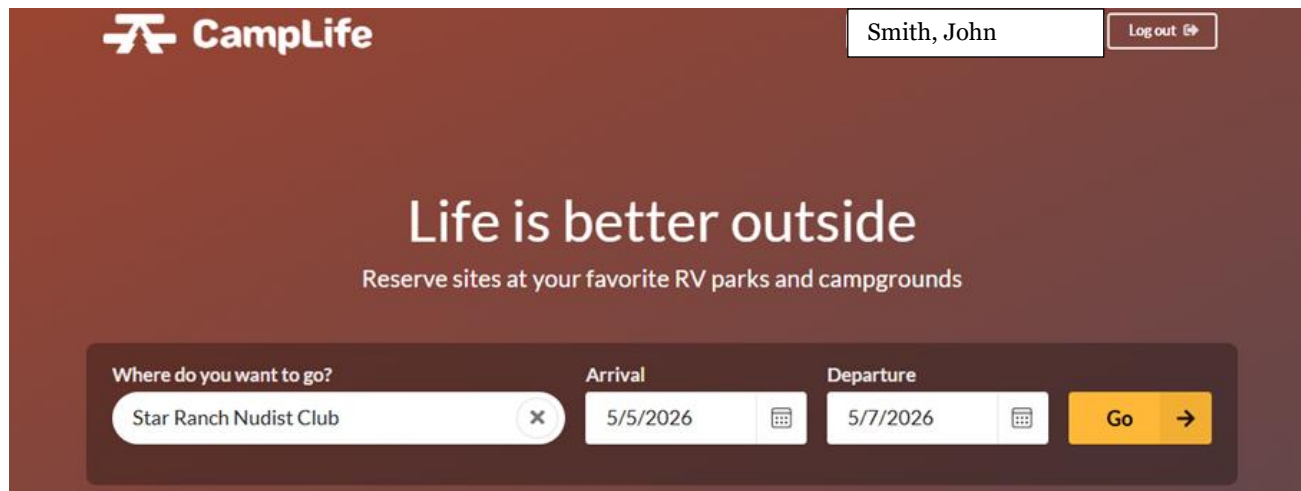 CampLife
Smith, John
Log out
Life is better outside
Reserve sites at your favorite RV parks and campgrounds
Where do you want to go?
Arrival
Departure
Star Ranch Nudist Club
5/5/2026
5/7/2026
Go